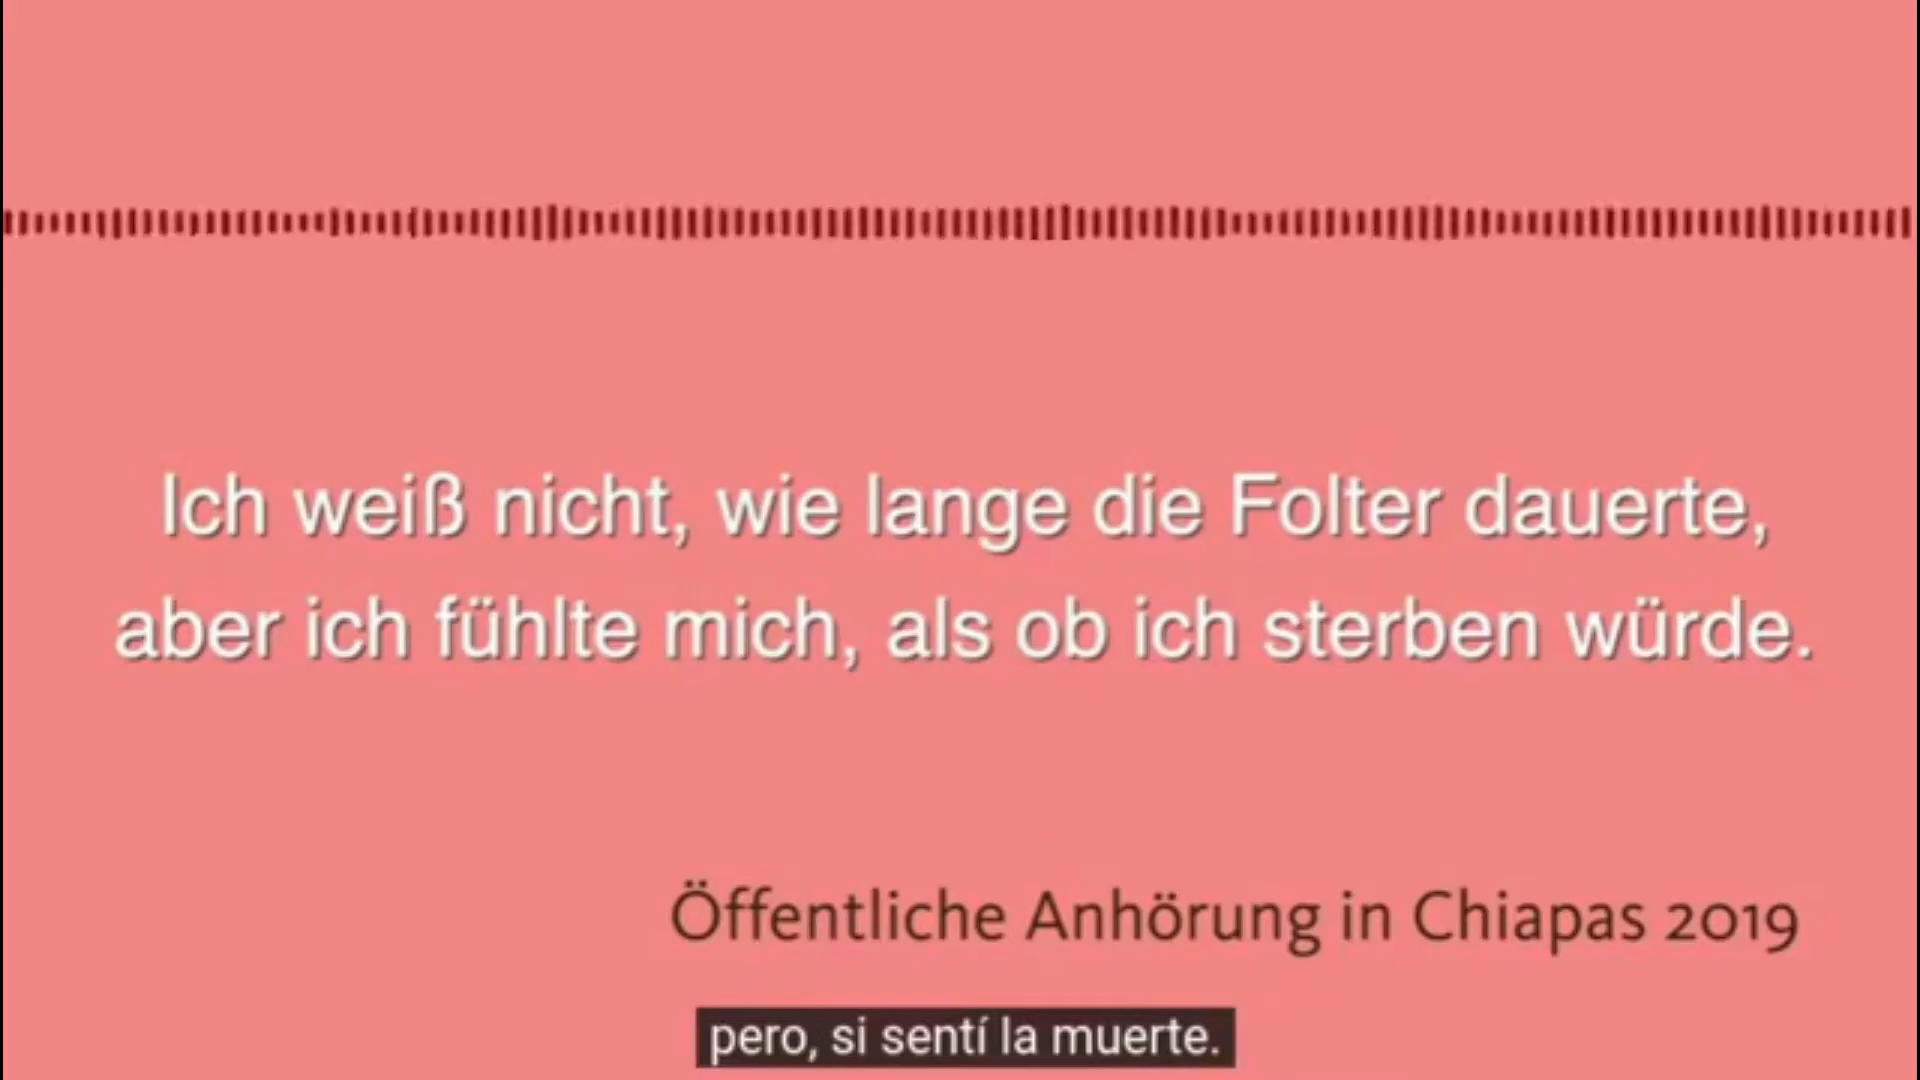 Ich weiß nicht, wie lange die Folter dauerte,
aber ich fühlte mich, als ob ich sterben würde.
Öffentliche Anhörung in Chiapas 2019
pero, si sentí la muerte.